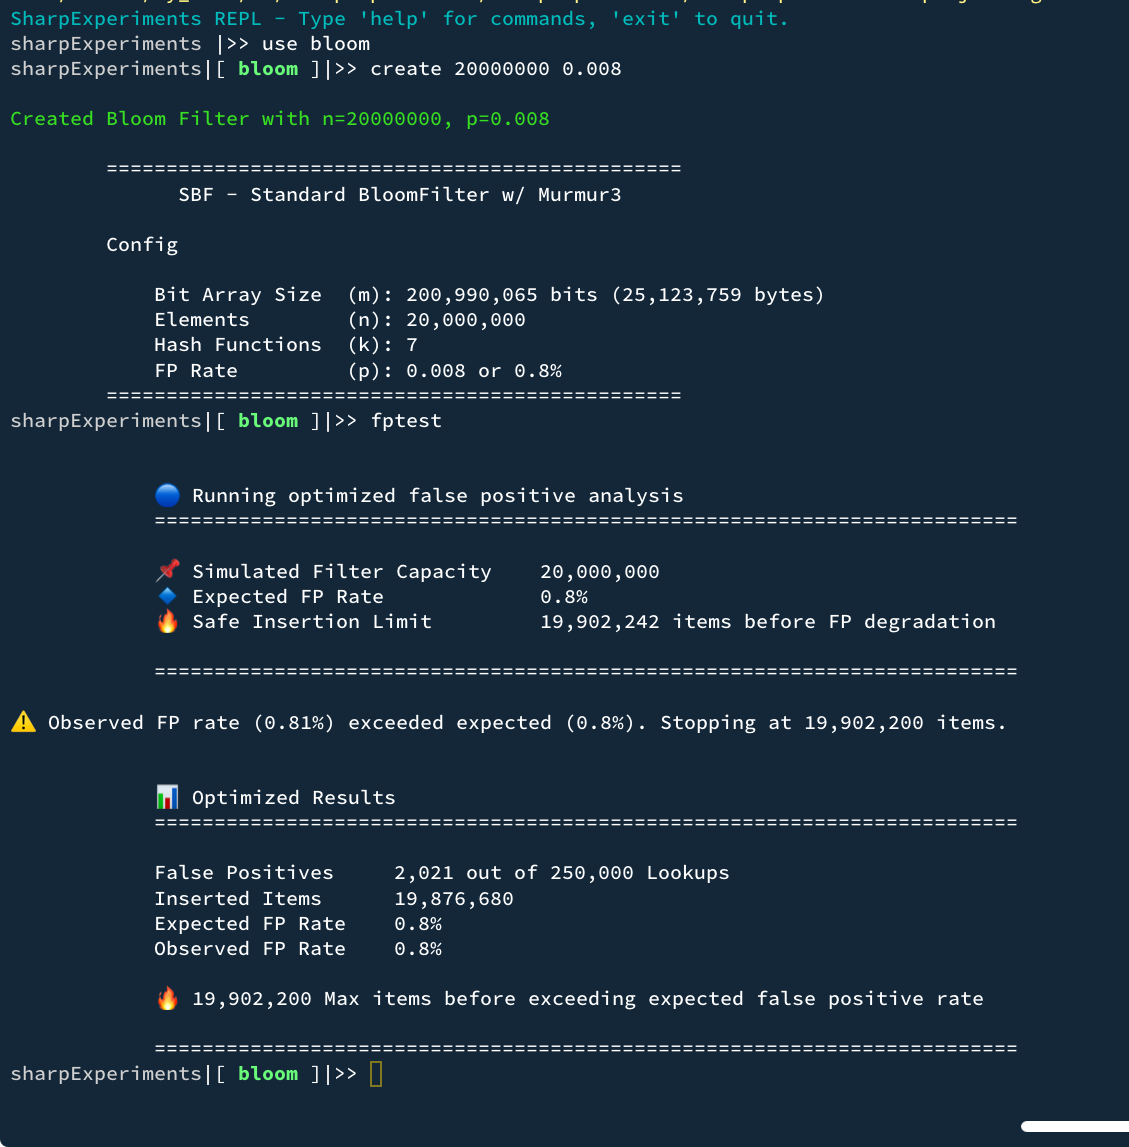 SharpExperiments REPL - Type 'help' for commands, 'exit' to quit.
sharpExperiments |>> use bloom
sharpExperiments|[ bloom ]|>> create 20000000 0.008
Created Bloom Filter with n=20000000, p=0.008
================================================
SBF - Standard BloomFilter w/ Murmur3
Config
Bit Array Size  (m): 200,990,065 bits (25,123,759 bytes)
Elements        (n): 20,000,000
Hash Functions  (k): 7
FP Rate         (p): 0.008 or 0.8%
================================================
sharpExperiments|[ bloom ]|>> fptest
🔵 Running optimized false positive analysis
========================================================================
📌 Simulated Filter Capacity    20,000,000
🔹 Expected FP Rate             0.8%
🔥 Safe Insertion Limit         19,902,242 items before FP degradation
========================================================================
⚠️ Observed FP rate (0.81%) exceeded expected (0.8%). Stopping at 19,902,200 items.
📊 Optimized Results
========================================================================
False Positives     2,021 out of 250,000 Lookups
Inserted Items      19,876,680
Expected FP Rate    0.8%
Observed FP Rate    0.8%
🔥 19,902,200 Max items before exceeding expected false positive rate
========================================================================
sharpExperiments|[ bloom ]|>>